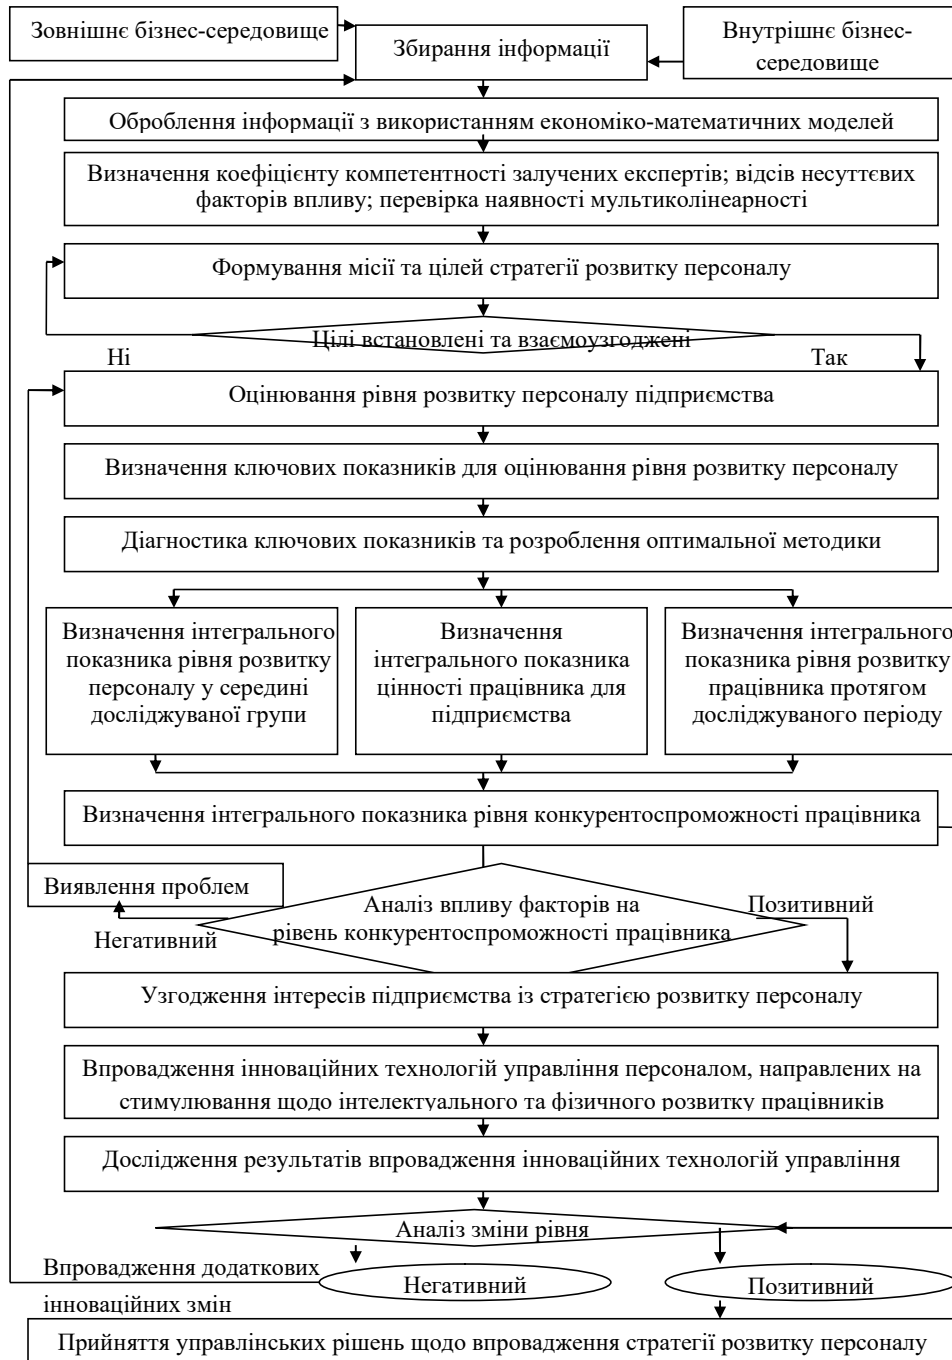 Зовнішнє бізнес-середовище
Збирання інформації
Внутрішнє бізнес-
середовище
Оброблення інформації з використанням економіко-математичних моделей
Визначення коефіцієнту компетентності залучених експертів; відсів несуттєвих
факторів впливу; перевірка наявності мультиколінеарності
Формування місії та цілей стратегії розвитку персоналу
Цілі встановлені та взаємоузгоджені
Ні
Так
Оцінювання рівня розвитку персоналу підприємства
Визначення ключових показників для оцінювання рівня розвитку персоналу
Діагностика ключових показників та розроблення оптимальної методики
Визначення інтегрального
показника рівня розвитку
персоналу у середині
досліджуваної групи
Визначення
інтегрального показника
цінності працівника для
підприємства
Визначення інтегрального
показника рівня розвитку
працівника протягом
досліджуваного періоду
Визначення інтегрального показника рівня конкурентоспроможності працівника
Виявлення проблем
Аналіз впливу факторів на
рівень конкурентоспроможності працівника
Позитивний
Негативний
Узгодження інтересів підприємства із стратегією розвитку персоналу
Впровадження інноваційних технологій управління персоналом, направлених на
стимулювання щодо інтелектуального та фізичного розвитку працівників
Дослідження результатів впровадження інноваційних технологій управління
Аналіз зміни рівня
Впровадження додаткових
інноваційних змін
Негативний
Позитивний
Прийняття управлінських рішень щодо впровадження стратегії розвитку персоналу